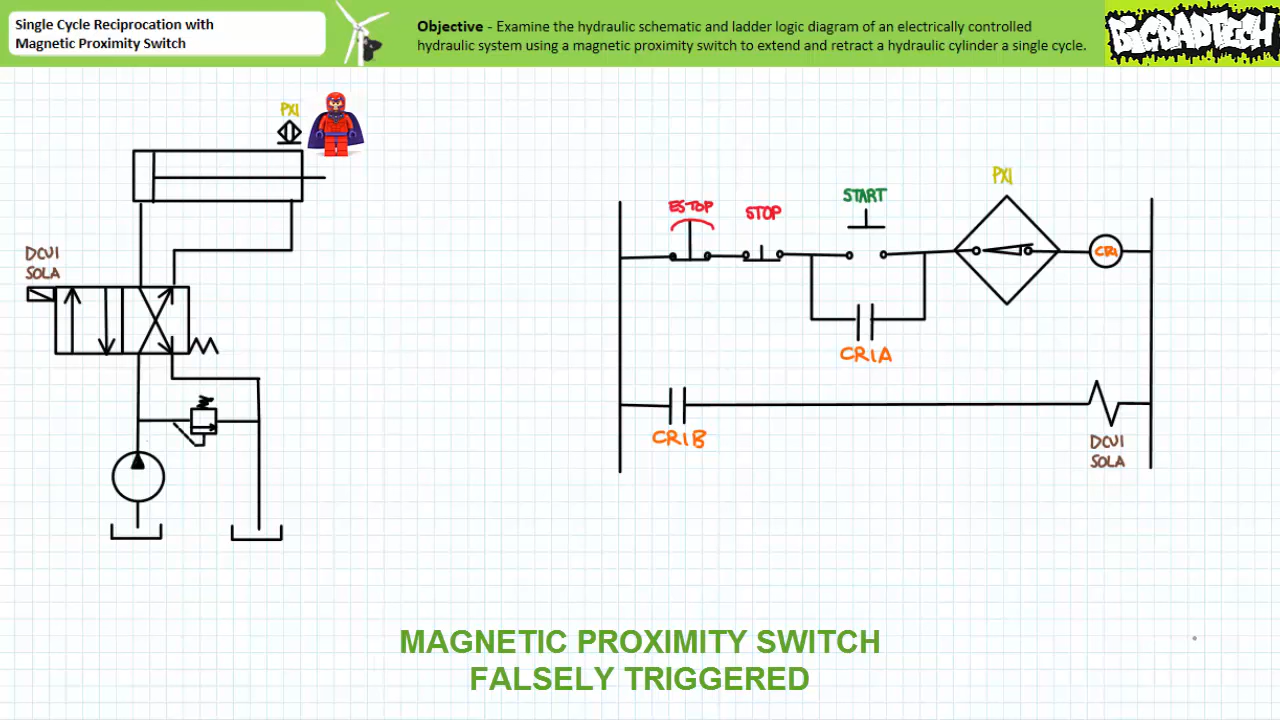 Single Cycle Reciprocation with
Magnetic Proximity Switch
Objective - Examine the hydraulic schematic and ladder logic diagram of an electrically controlled
hydraulic system using a magnetic proximity switch to extend and retract a hydraulic cylinder a single cycle.
BIGBADTECH
PX1
DCV1
SOLA
ESTOP
STOP
START
PX1
CR1
CR1A
CR1B
DCV1
SOLA
MAGNETIC PROXIMITY SWITCH
FALSELY TRIGGERED